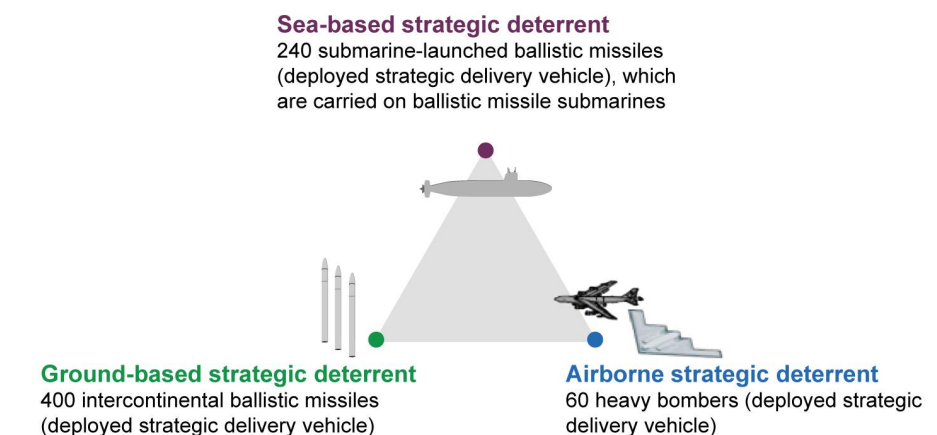 Sea-based strategic deterrent
240 submarine-launched ballistic missiles
(deployed strategic delivery vehicle), which
are carried on ballistic missile submarines
Ground-based strategic deterrent
400 intercontinental ballistic missiles
(deployed strategic delivery vehicle)
Airborne strategic deterrent
60 heavy bombers (deployed strategic
delivery vehicle)